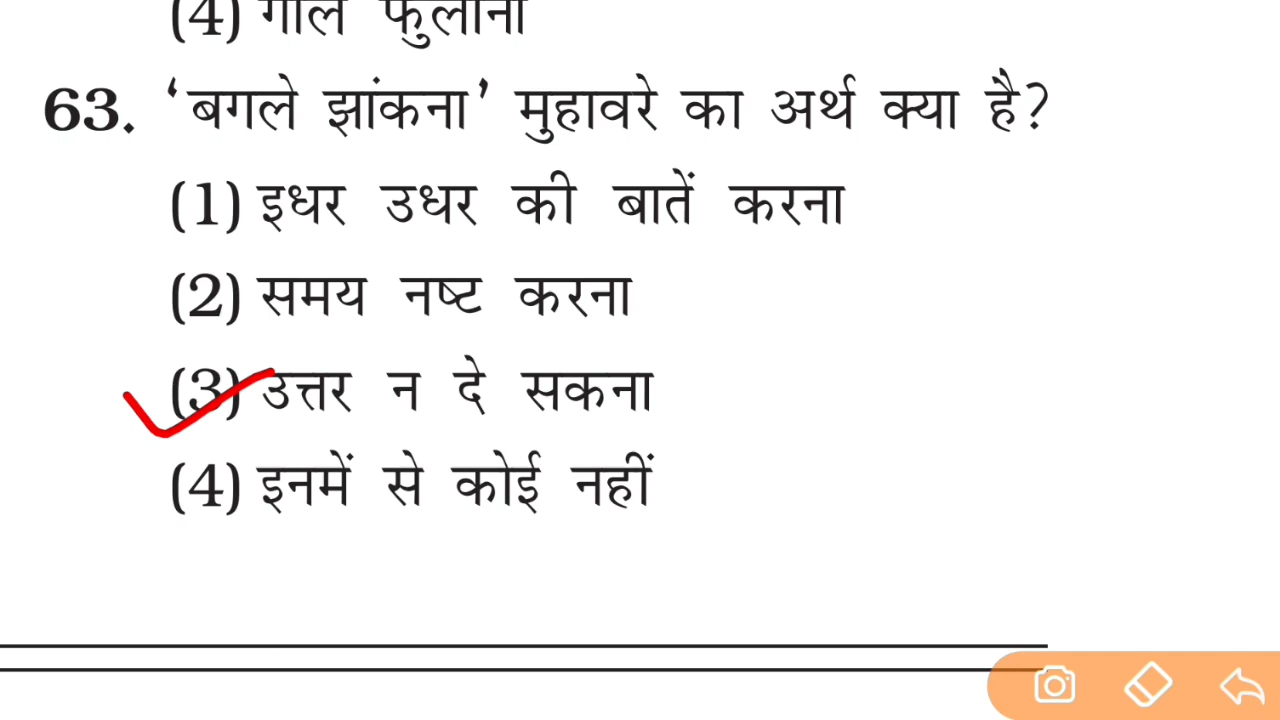 (4) गाल फुलाना
63. ‘बगले झांकना’ मुहावरे का अर्थ क्या है?
(1) इधर उधर की बातें करना
(2) समय नष्ट करना
(3) उत्तर न दे सकना
(4) इनमें से कोई नहीं